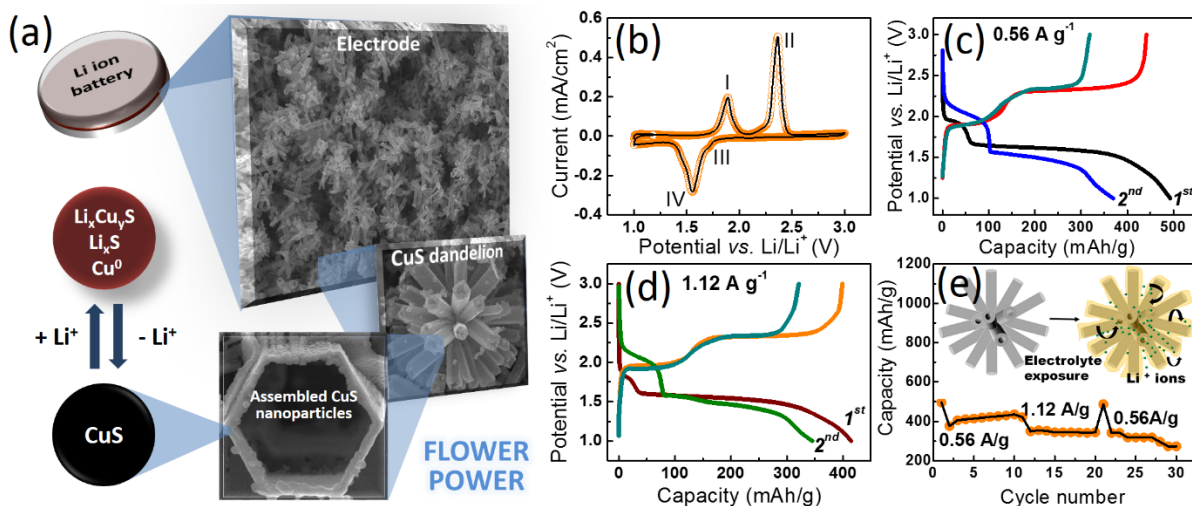 (a)
Li ion
battery
Electrode
LiₓCuᵧS
LiₓS
Cu⁰
CuS dandelion
+ Li⁺
- Li⁺
Assembled CuS
nanoparticles
CuS
FLOWER
POWER
(b)
Current (mA/cm²)
0.6
0.4
0.2
0.0
-0.2
-0.4
I
II
III
IV
1.0 1.5 2.0 2.5 3.0
Potential vs. Li/Li⁺ (V)
(c)
0.56 A g⁻¹
Potential vs. Li/Li⁺ (V)
3.0
2.5
2.0
1.5
1.0
2ⁿᵈ
1ˢᵗ
0 100 200 300 400 500
Capacity (mAh/g)
(d)
1.12 A g⁻¹
Potential vs. Li/Li⁺ (V)
3.0
2.5
2.0
1.5
1.0
1ˢᵗ
2ⁿᵈ
0 100 200 300 400
Capacity (mAh/g)
(e)
Capacity (mAh/g)
1200
1000
800
600
400
200
Electrolyte
exposure
Li⁺ ions
0.56 A/g
1.12 A/g
0.56A/g
0 5 10 15 20 25 30
Cycle number